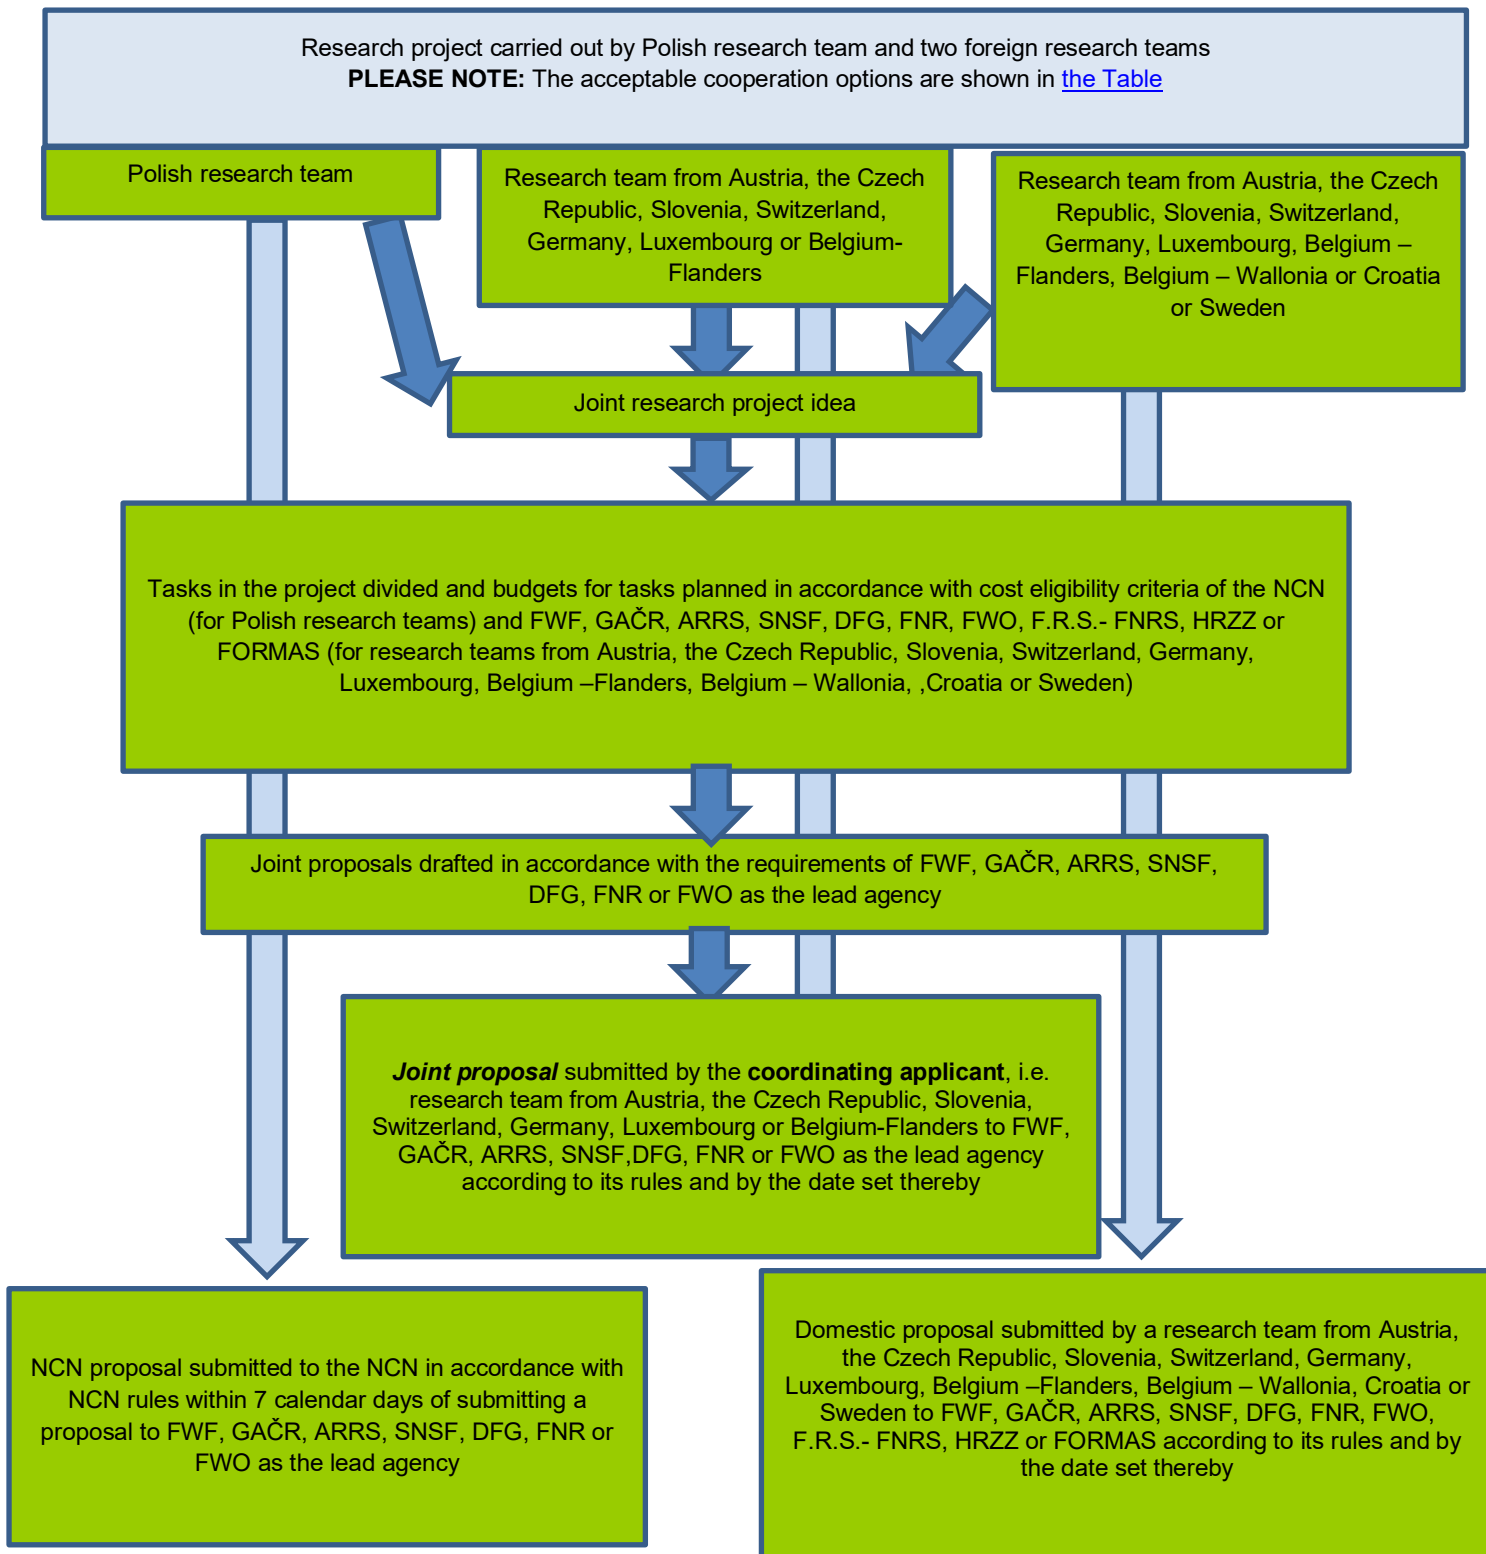 Research project carried out by Polish research team and two foreign research teams
PLEASE NOTE: The acceptable cooperation options are shown in the Table
Polish research team
Research team from Austria, the Czech
Republic, Slovenia, Switzerland,
Germany, Luxembourg or Belgium-
Flanders
Research team from Austria, the Czech
Republic, Slovenia, Switzerland,
Germany, Luxembourg, Belgium –
Flanders, Belgium – Wallonia or Croatia
or Sweden
Joint research project idea
Tasks in the project divided and budgets for tasks planned in accordance with cost eligibility criteria of the NCN
(for Polish research teams) and FWF, GAČR, ARRS, SNSF, DFG, FNR, FWO, F.R.S.- FNRS, HRZZ or
FORMAS (for research teams from Austria, the Czech Republic, Slovenia, Switzerland, Germany,
Luxembourg, Belgium –Flanders, Belgium – Wallonia, ,Croatia or Sweden)
Joint proposals drafted in accordance with the requirements of FWF, GAČR, ARRS, SNSF,
DFG, FNR or FWO as the lead agency
Joint proposal submitted by the coordinating applicant, i.e.
research team from Austria, the Czech Republic, Slovenia,
Switzerland, Germany, Luxembourg or Belgium-Flanders to FWF,
GAČR, ARRS, SNSF,DFG, FNR or FWO as the lead agency
according to its rules and by the date set thereby
NCN proposal submitted to the NCN in accordance with
NCN rules within 7 calendar days of submitting a
proposal to FWF, GAČR, ARRS, SNSF, DFG, FNR or
FWO as the lead agency
Domestic proposal submitted by a research team from Austria,
the Czech Republic, Slovenia, Switzerland, Germany,
Luxembourg, Belgium –Flanders, Belgium – Wallonia, Croatia or
Sweden to FWF, GAČR, ARRS, SNSF, DFG, FNR, FWO,
F.R.S.- FNRS, HRZZ or FORMAS according to its rules and by
the date set thereby